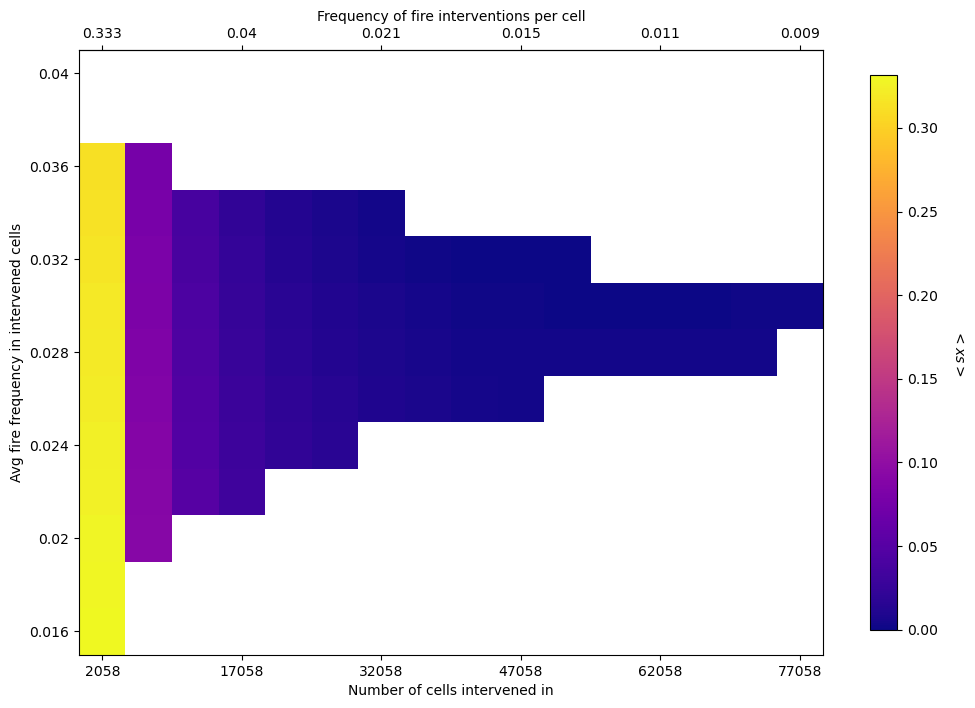 Frequency of fire interventions per cell
0.333 0.04 0.021 0.015 0.011 0.009
0.04
0.036
0.032
0.028
0.024
0.02
0.016
Avg fire frequency in intervened cells
2058 17058 32058 47058 62058 77058
Number of cells intervened in
0.30
0.25
0.20
0.15
0.10
0.05
0.00
< xs >